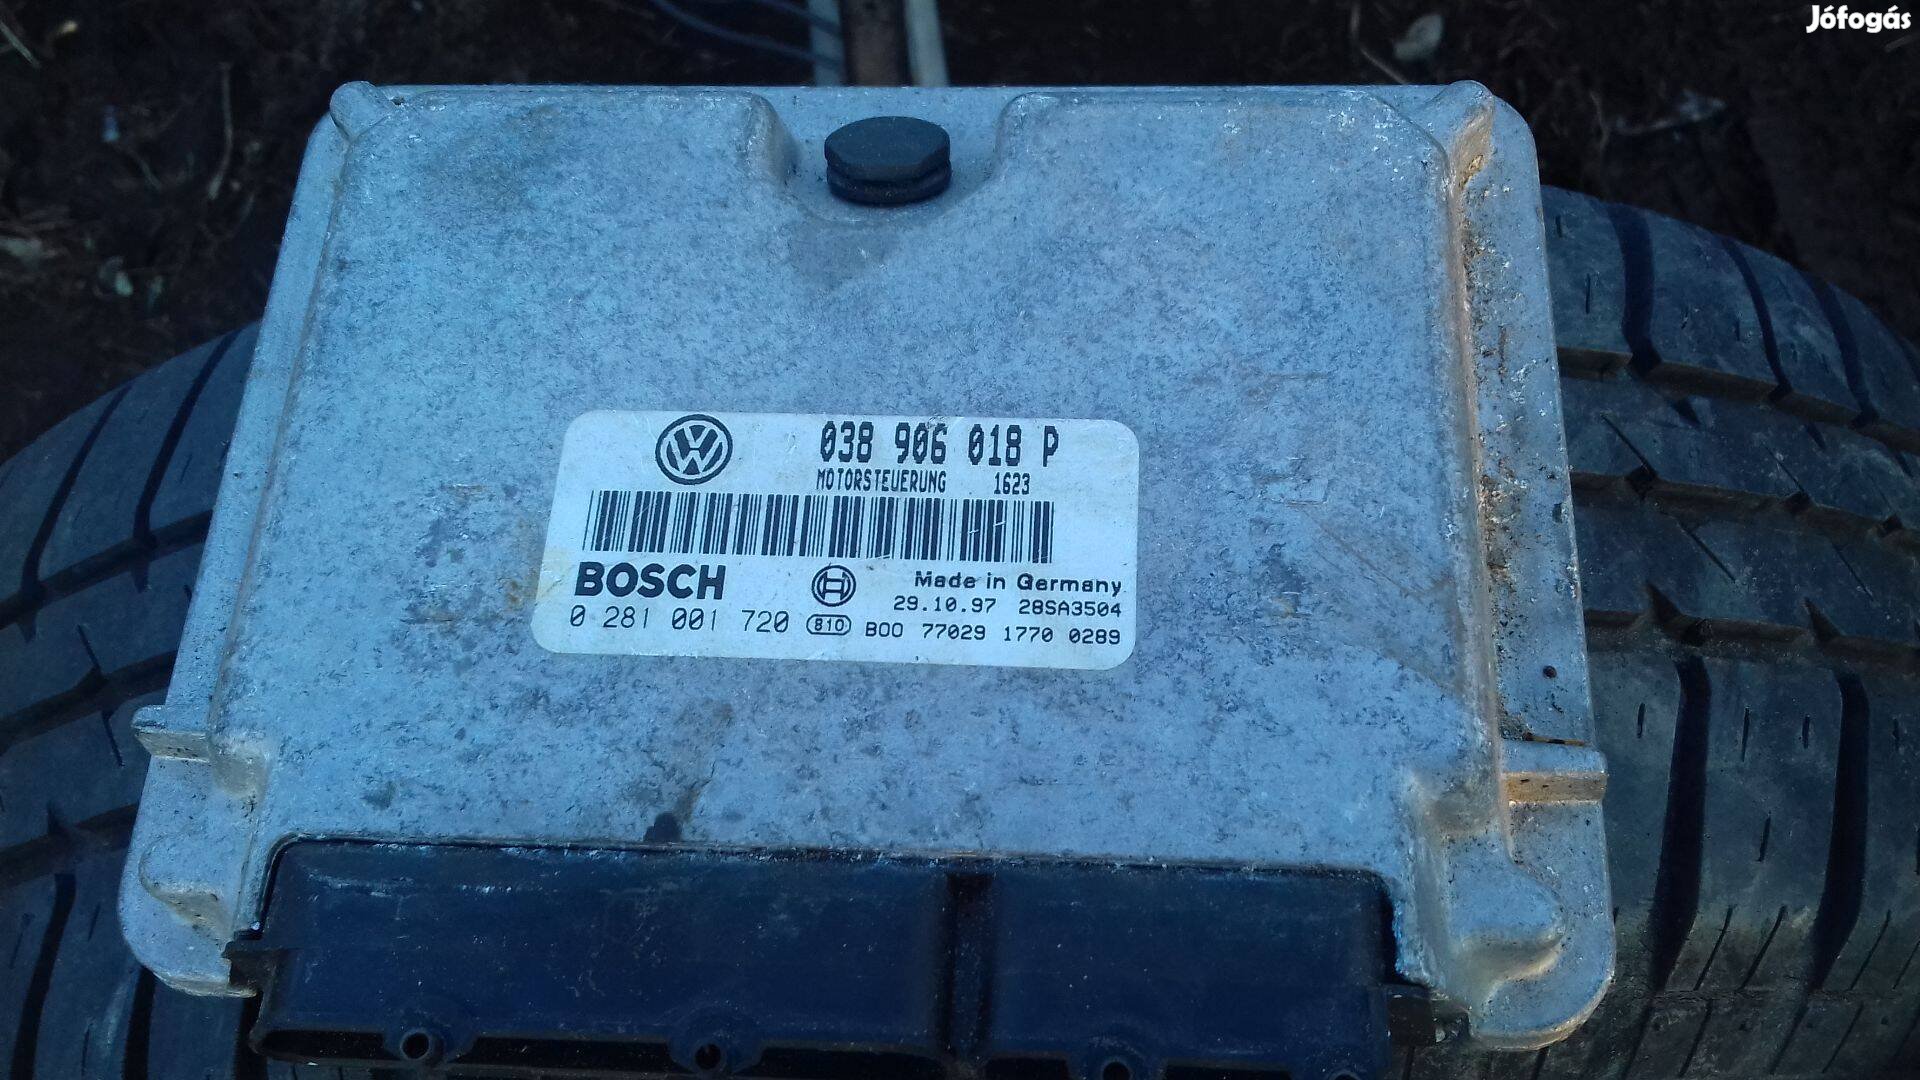 Jófogás
038 906 018 P
MOTORSTEUERUNG 1623
BOSCH
Made in Germany
29.10.97 28SA3504
0 281 001 720 810 B00 77029 1770 0289